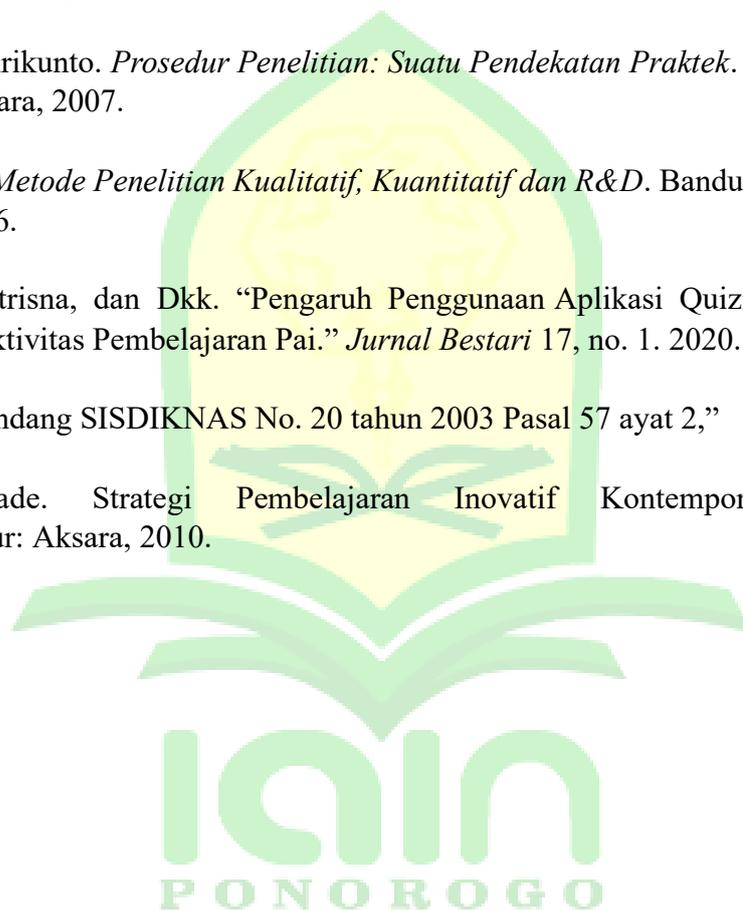 rikunto. Prosedur Penelitian: Suatu Pendekatan Praktek.
ara, 2007.
Metode Penelitian Kualitatif, Kuantitatif dan R&D. Bandu
6.
trisna, dan Dkk. “Pengaruh Penggunaan Aplikasi Quiz
ktivitas Pembelajaran Pai.” Jurnal Bestari 17, no. 1. 2020.
ndang SISDIKNAS No. 20 tahun 2003 Pasal 57 ayat 2,”
ade. Strategi Pembelajaran Inovatif Kontempor
ur: Aksara, 2010.
iain
PONOROGO